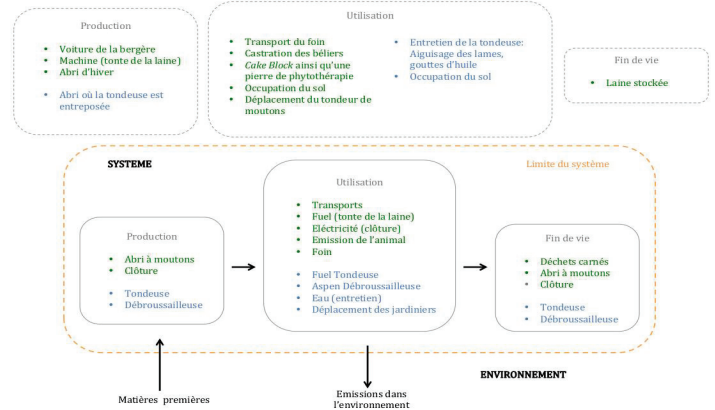 Production
Voiture de la bergère
Machine (tonte de la laine)
Abri d'hiver
Abri où la tondeuse est
entreposée
Utilisation
Transport du foin
Castration des béliers
Cake Block ainsi qu'une
pierre de phytothérapie
Occupation du sol
Déplacement du tondeur de
moutons
Entretien de la tondeuse:
Aiguisage des lames,
gouttes d'huile
Occupation du sol
Fin de vie
Laine stockée
SYSTEME
Limite du système
Production
Abri à moutons
Clôture
Tondeuse
Débroussailleuse
Utilisation
Transports
Fuel (tonte de la laine)
Eléctricité (clôture)
Emission de l'animal
Foin
Fuel Tondeuse
Aspen Débroussailleuse
Eau (entretien)
Déplacement des jardiniers
Fin de vie
Déchets carnés
Abri à moutons
Clôture
Tondeuse
Débroussailleuse
ENVIRONNEMENT
Matières premières
Emissions dans
l'environnement